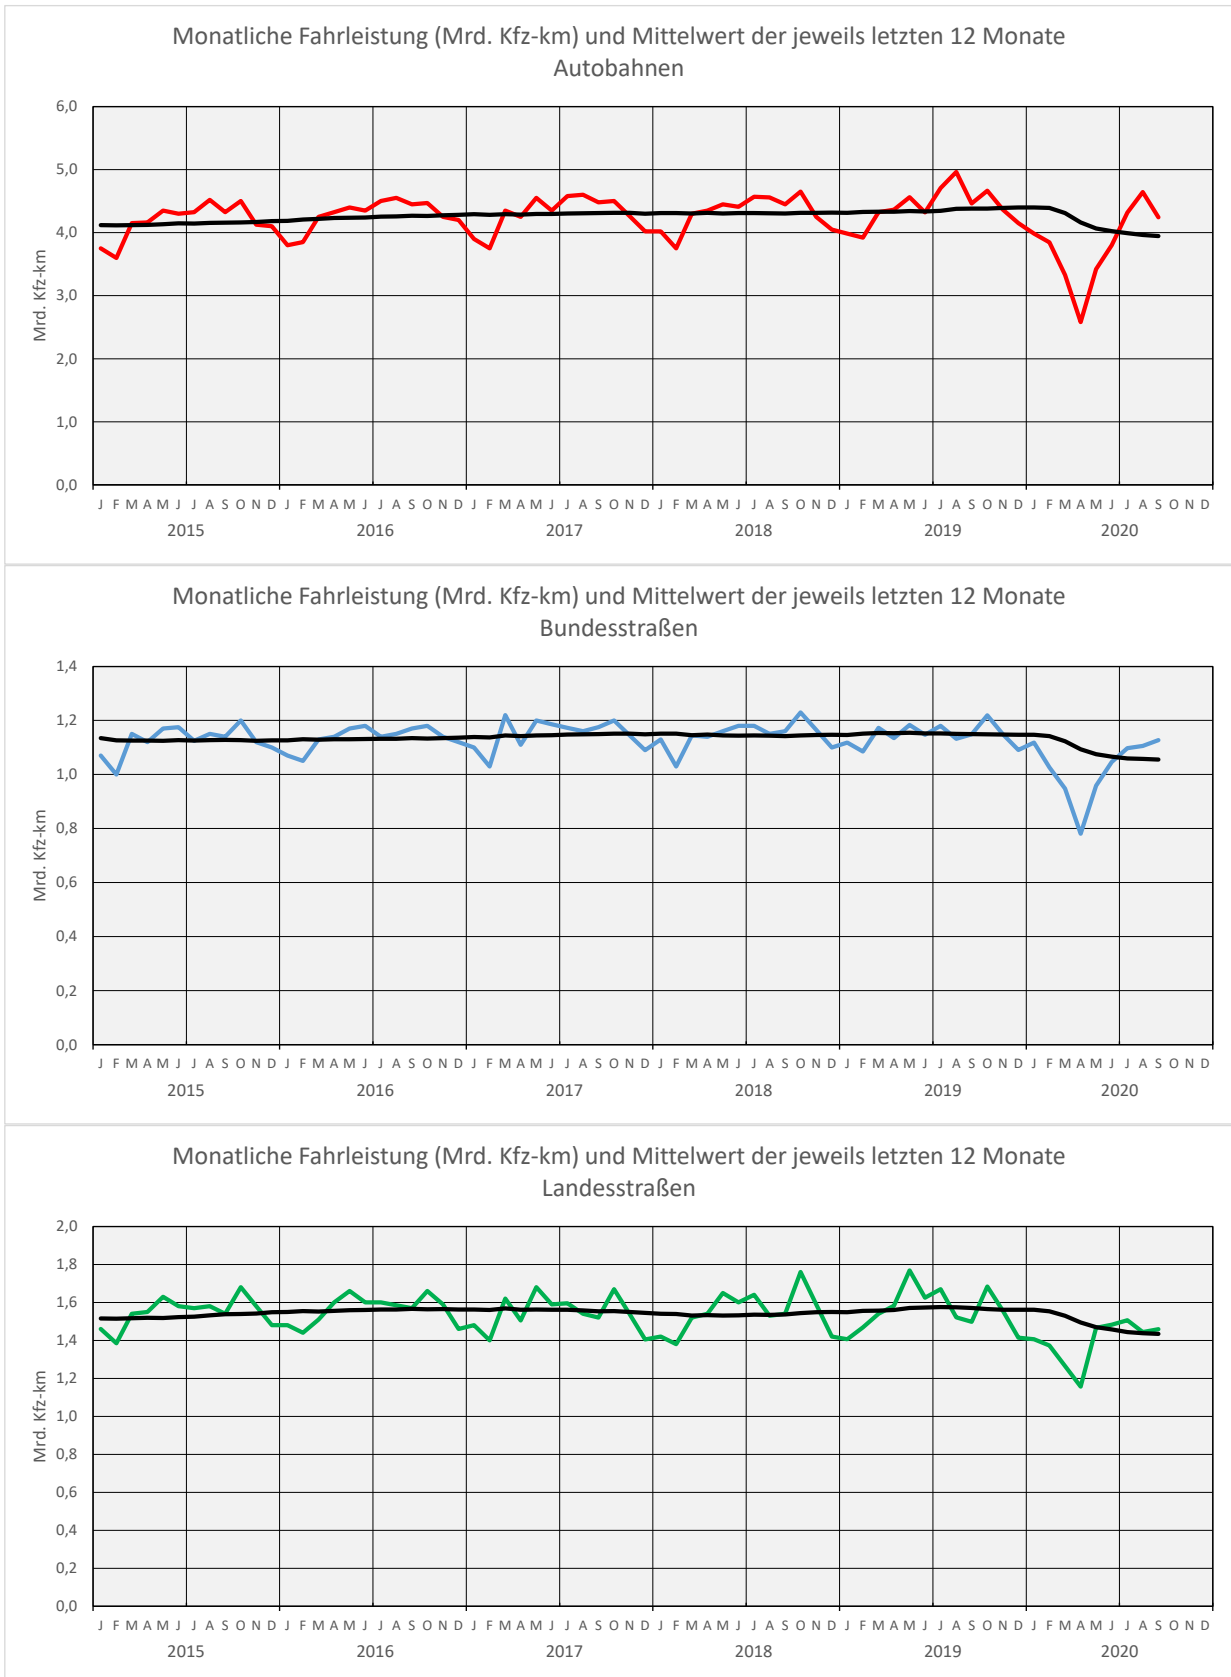 Monatliche Fahrleistung (Mrd. Kfz-km) und Mittelwert der jeweils letzten 12 Monate
Autobahnen
6,0
5,0
4,0
3,0
2,0
1,0
0,0
Mrd. Kfz-km
J F M A M J J A S O N D J F M A M J J A S O N D J F M A M J J A S O N D J F M A M J J A S O N D J F M A M J J A S O N D J F M A M J J A S O N D
2015 2016 2017 2018 2019 2020
Monatliche Fahrleistung (Mrd. Kfz-km) und Mittelwert der jeweils letzten 12 Monate
Bundesstraßen
1,4
1,2
1,0
0,8
0,6
0,4
0,2
0,0
Mrd. Kfz-km
J F M A M J J A S O N D J F M A M J J A S O N D J F M A M J J A S O N D J F M A M J J A S O N D J F M A M J J A S O N D J F M A M J J A S O N D
2015 2016 2017 2018 2019 2020
Monatliche Fahrleistung (Mrd. Kfz-km) und Mittelwert der jeweils letzten 12 Monate
Landesstraßen
2,0
1,8
1,6
1,4
1,2
1,0
0,8
0,6
0,4
0,2
0,0
Mrd. Kfz-km
J F M A M J J A S O N D J F M A M J J A S O N D J F M A M J J A S O N D J F M A M J J A S O N D J F M A M J J A S O N D J F M A M J J A S O N D
2015 2016 2017 2018 2019 2020